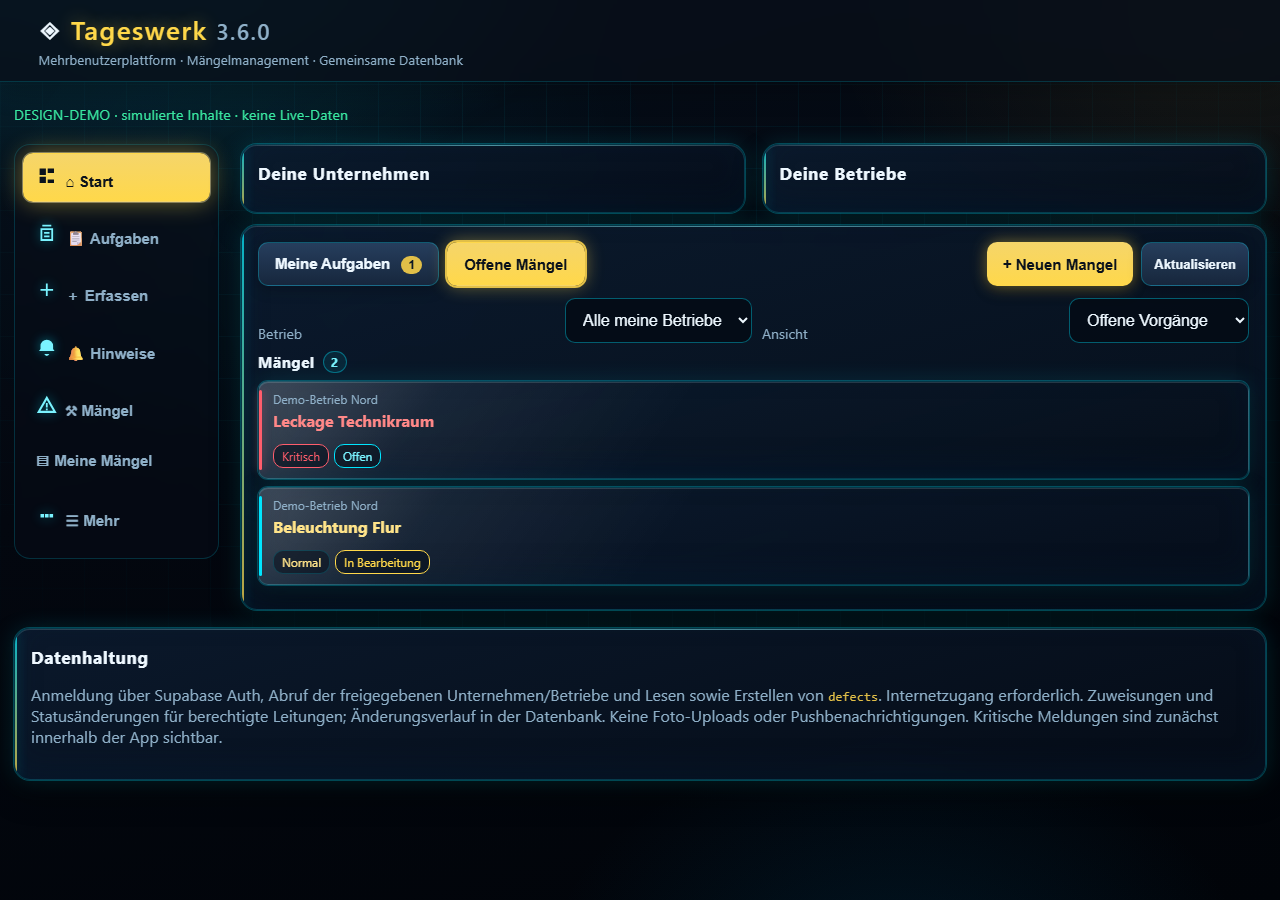 Tageswerk 3.6.0
Mehrbenutzerplattform · Mängelmanagement · Gemeinsame Datenbank
DESIGN-DEMO · simulierte Inhalte · keine Live-Daten
⌂ Start
📋 Aufgaben
+ Erfassen
🔔 Hinweise
⚒ Mängel
▤ Meine Mängel
☰ Mehr
Deine Unternehmen
Deine Betriebe
Meine Aufgaben 1
Offene Mängel
+ Neuen Mangel
Aktualisieren
Betrieb
Alle meine Betriebe
Ansicht
Offene Vorgänge
Mängel 2
Demo-Betrieb Nord
Leckage Technikraum
Kritisch Offen
Demo-Betrieb Nord
Beleuchtung Flur
Normal In Bearbeitung
Datenhaltung
Anmeldung über Supabase Auth, Abruf der freigegebenen Unternehmen/Betriebe und Lesen sowie Erstellen von defects. Internetzugang erforderlich. Zuweisungen und
Statusänderungen für berechtigte Leitungen; Änderungsverlauf in der Datenbank. Keine Foto-Uploads oder Pushbenachrichtigungen. Kritische Meldungen sind zunächst
innerhalb der App sichtbar.